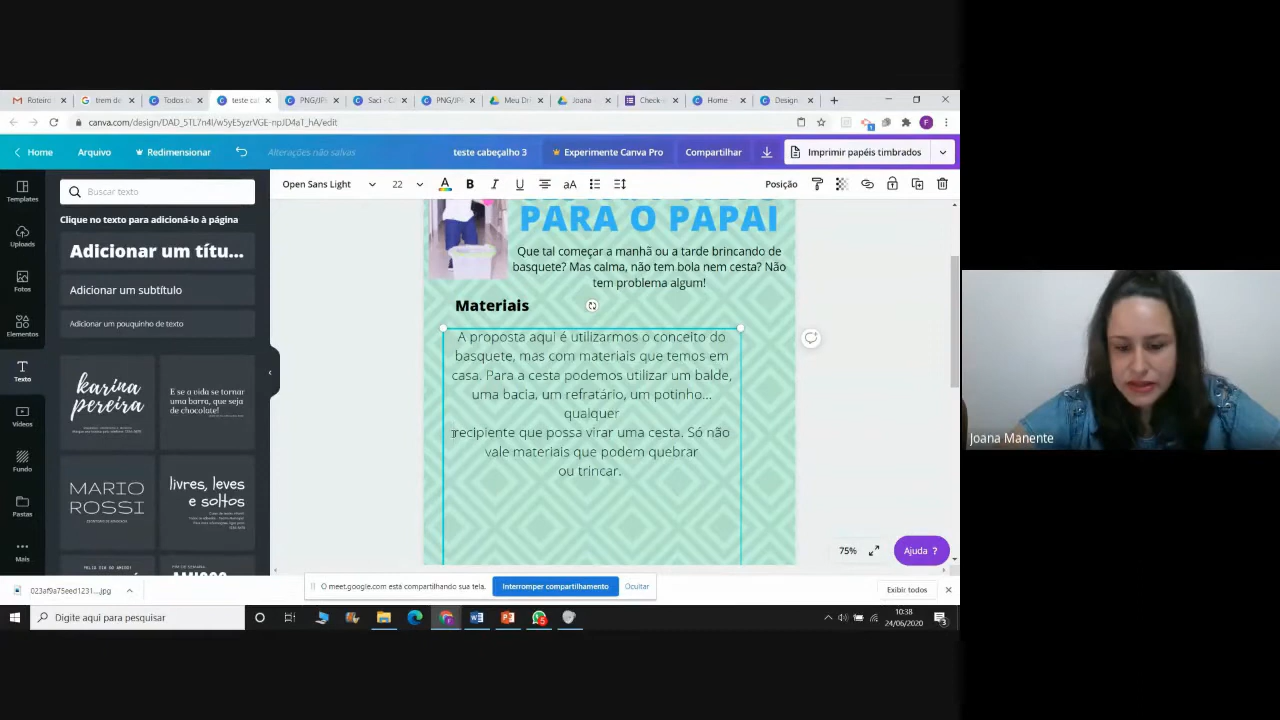 Roteiro
trem de
Todos o
teste cab
PNG/JP
Saci - C
PNG/JP
Meu Dri
Joana
Check
Home
Design
canva.com/design/DAD_5TL7n4I/w5yE5yzrVGE-npJD4aT_hA/edit
Home
Arquivo
Redimensionar
Alterações não salvas
teste cabeçalho 3
Experimente Canva Pro
Compartilhar
Imprimir papéis timbrados
Open Sans Light
22
A
B
I
U
aA
Posição
Templates
Uploads
Fotos
Elementos
Texto
Vídeos
Fundo
Pastas
Mais
Buscar texto
Clique no texto para adicioná-lo à página
Adicionar um títu...
Adicionar um subtítulo
Adicionar um pouquinho de texto
karina
pereira
E se a vida se tornar
uma barra, que seja
de chocolate!
MARIO
ROSSI
livres, leves
e soltos
PARA O PAPAI
Que tal começar a manhã ou a tarde brincando de
basquete? Mas calma, não tem bola nem cesta? Não
tem problema algum!
Materiais
A proposta aqui é utilizarmos o conceito do
basquete, mas com materiais que temos em
casa. Para a cesta podemos utilizar um balde,
uma bacia, um refratário, um potinho...
qualquer
recipiente que possa virar uma cesta. Só não
vale materiais que podem quebrar
ou trincar.
75%
Ajuda ?
O meet.google.com está compartilhando sua tela.
Interromper compartilhamento
Ocultar
023af9a75eed1231....jpg
Exibir todos
Digite aqui para pesquisar
10:38
24/06/2020
Joana Manente